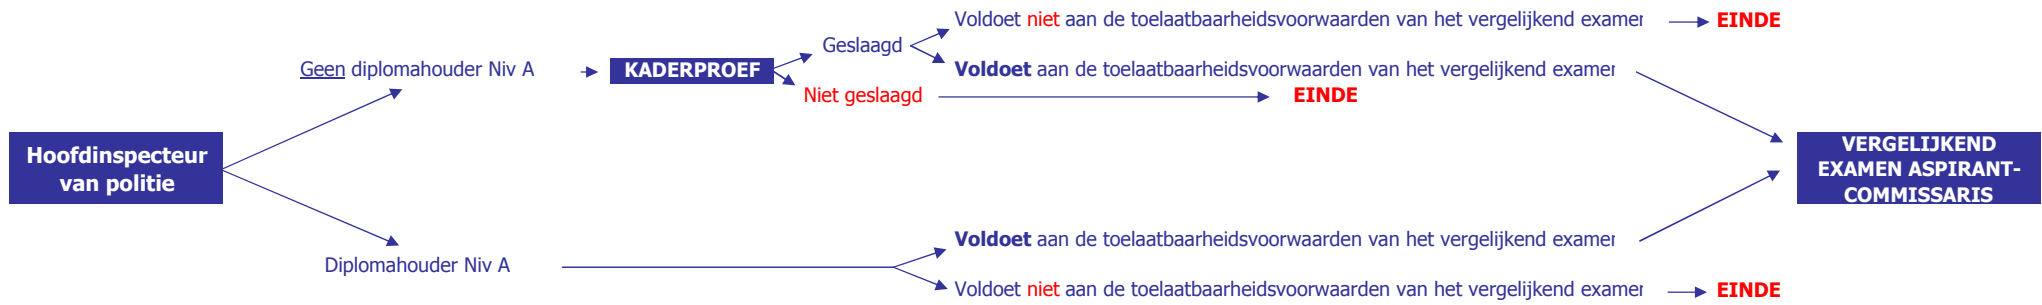 Voldoet niet aan de toelaatbaarheidsvoorwaarden van het vergelijkend examen
EINDE
Geslaagd
Geen diplomahouder Niv A
KADERPROEF
Voldoet aan de toelaatbaarheidsvoorwaarden van het vergelijkend examen
Niet geslaagd
EINDE
Hoofdinspecteur
van politie
VERGELIJKEND
EXAMEN ASPIRANT-
COMMISSARIS
Voldoet aan de toelaatbaarheidsvoorwaarden van het vergelijkend examen
Diplomahouder Niv A
Voldoet niet aan de toelaatbaarheidsvoorwaarden van het vergelijkend examen
EINDE